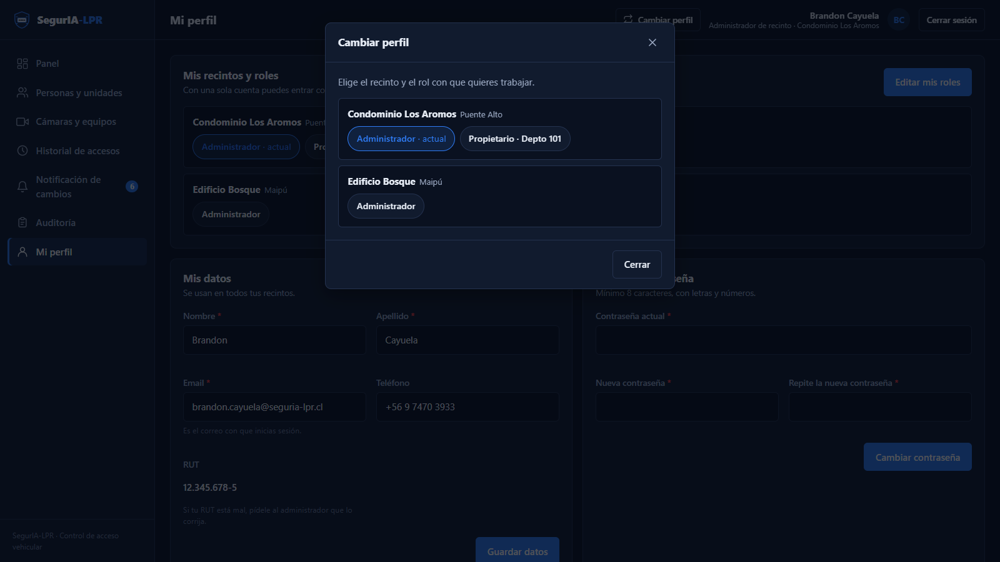 SegurIA-LPR
Mi perfil
Cambiar perfil
Brandon Cayuela
Administrador de recinto · Condominio Los Aromos
BC
Cerrar sesión
Panel
Personas y unidades
Cámaras y equipos
Historial de accesos
Notificación de
cambios
6
Auditoría
Mi perfil
SegurIA-LPR · Control de acceso
vehicular
Cambiar perfil
Elige el recinto y el rol con que quieres trabajar.
Condominio Los Aromos Puente Alto
Administrador · actual
Propietario · Depto 101
Edificio Bosque Maipú
Administrador
Cerrar
Mis recintos y roles
Con una sola cuenta puedes entrar co
Editar mis roles
Condominio Los Aromos Puent
Administrador · actual
Pro
Edificio Bosque Maipú
Administrador
Mis datos
Se usan en todos tus recintos.
Nombre *
Apellido *
Brandon
Cayuela
Email *
Teléfono
brandon.cayuela@seguria-lpr.cl
+56 9 7470 3933
Es el correo con que inicias sesión.
RUT
12.345.678-5
Si tu RUT está mal, pídele al administrador que lo
corrija.
Guardar datos
eña
Mínimo 8 caracteres, con letras y números.
Contraseña actual *
Nueva contraseña *
Repite la nueva contraseña *
Cambiar contraseña